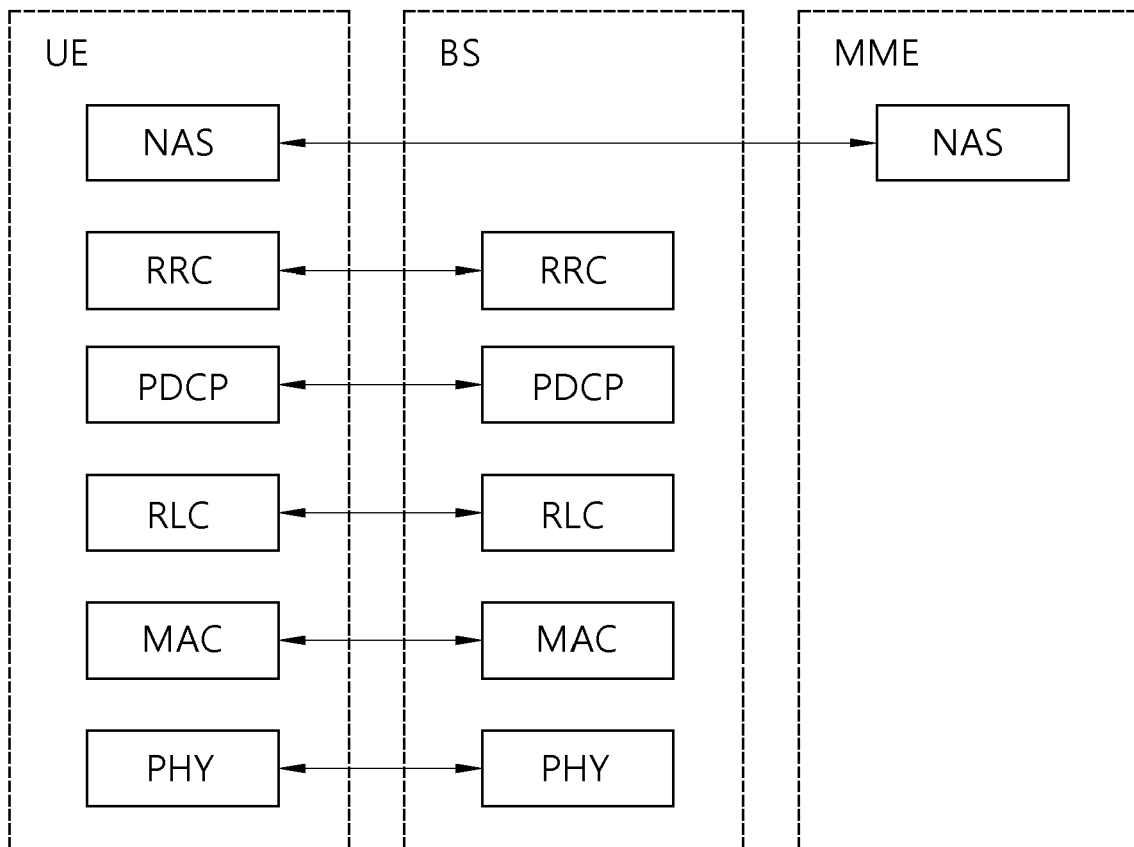 UE BS MME
NAS NAS
RRC RRC
PDCP PDCP
RLC RLC
MAC MAC
PHY PHY